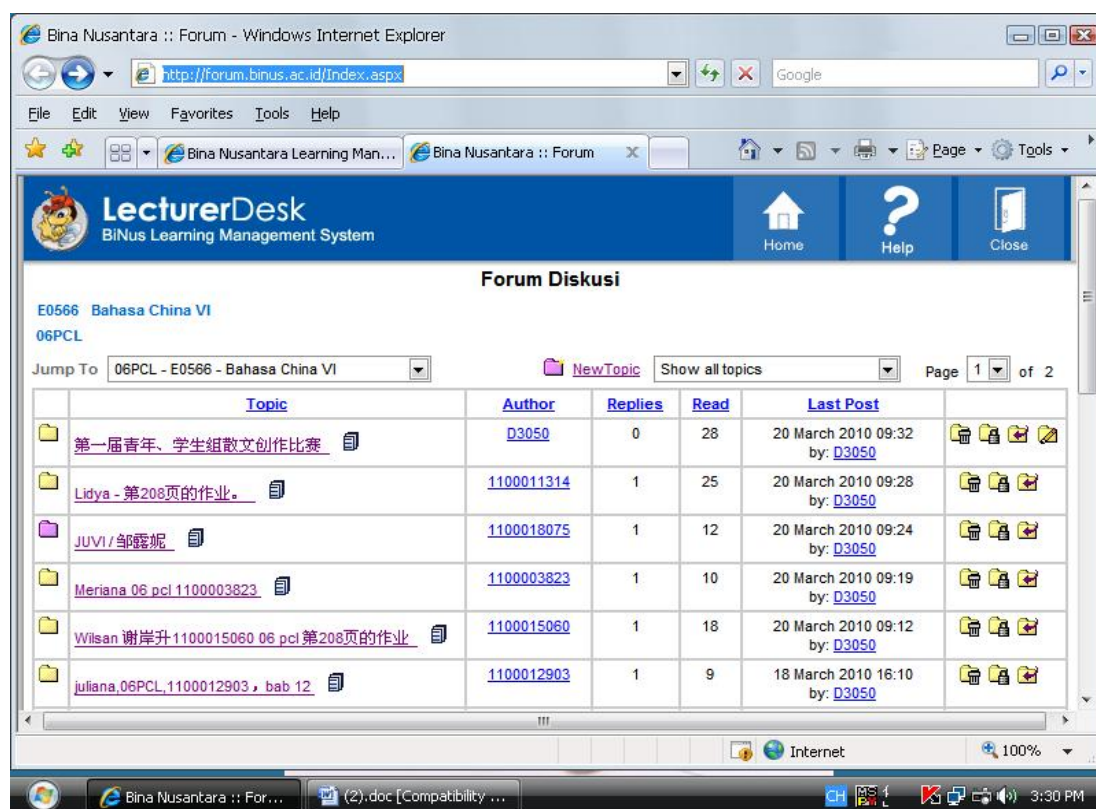 Bina Nusantara :: Forum - Windows Internet Explorer
http://forum.binus.ac.id/Index.aspx
Google
File Edit View Favorites Tools Help
Bina Nusantara Learning Man... Bina Nusantara :: Forum Page Tools
LecturerDesk
BiNus Learning Management System
Home Help Close
Forum Diskusi
E0566 Bahasa China VI
06PCL
Jump To 06PCL - E0566 - Bahasa China VI NewTopic Show all topics Page 1 of 2
Topic Author Replies Read Last Post
第一届青年、学生组散文创作比赛 D3050 0 28 20 March 2010 09:32
by: D3050
Lidya - 第208页的作业。 1100011314 1 25 20 March 2010 09:28
by: D3050
JUVI / 邹露妮 1100018075 1 12 20 March 2010 09:24
by: D3050
Meriana 06 pcl 1100003823 1100003823 1 10 20 March 2010 09:19
by: D3050
Wilsan 谢岸升1100015060 06 pcl 第208页的作业 1100015060 1 18 20 March 2010 09:12
by: D3050
juliana,06PCL,1100012903，bab 12 1100012903 1 9 18 March 2010 16:10
by: D3050
Internet 100%
Bina Nusantara :: For... (2).doc [Compatibility ... CH 3:30 PM